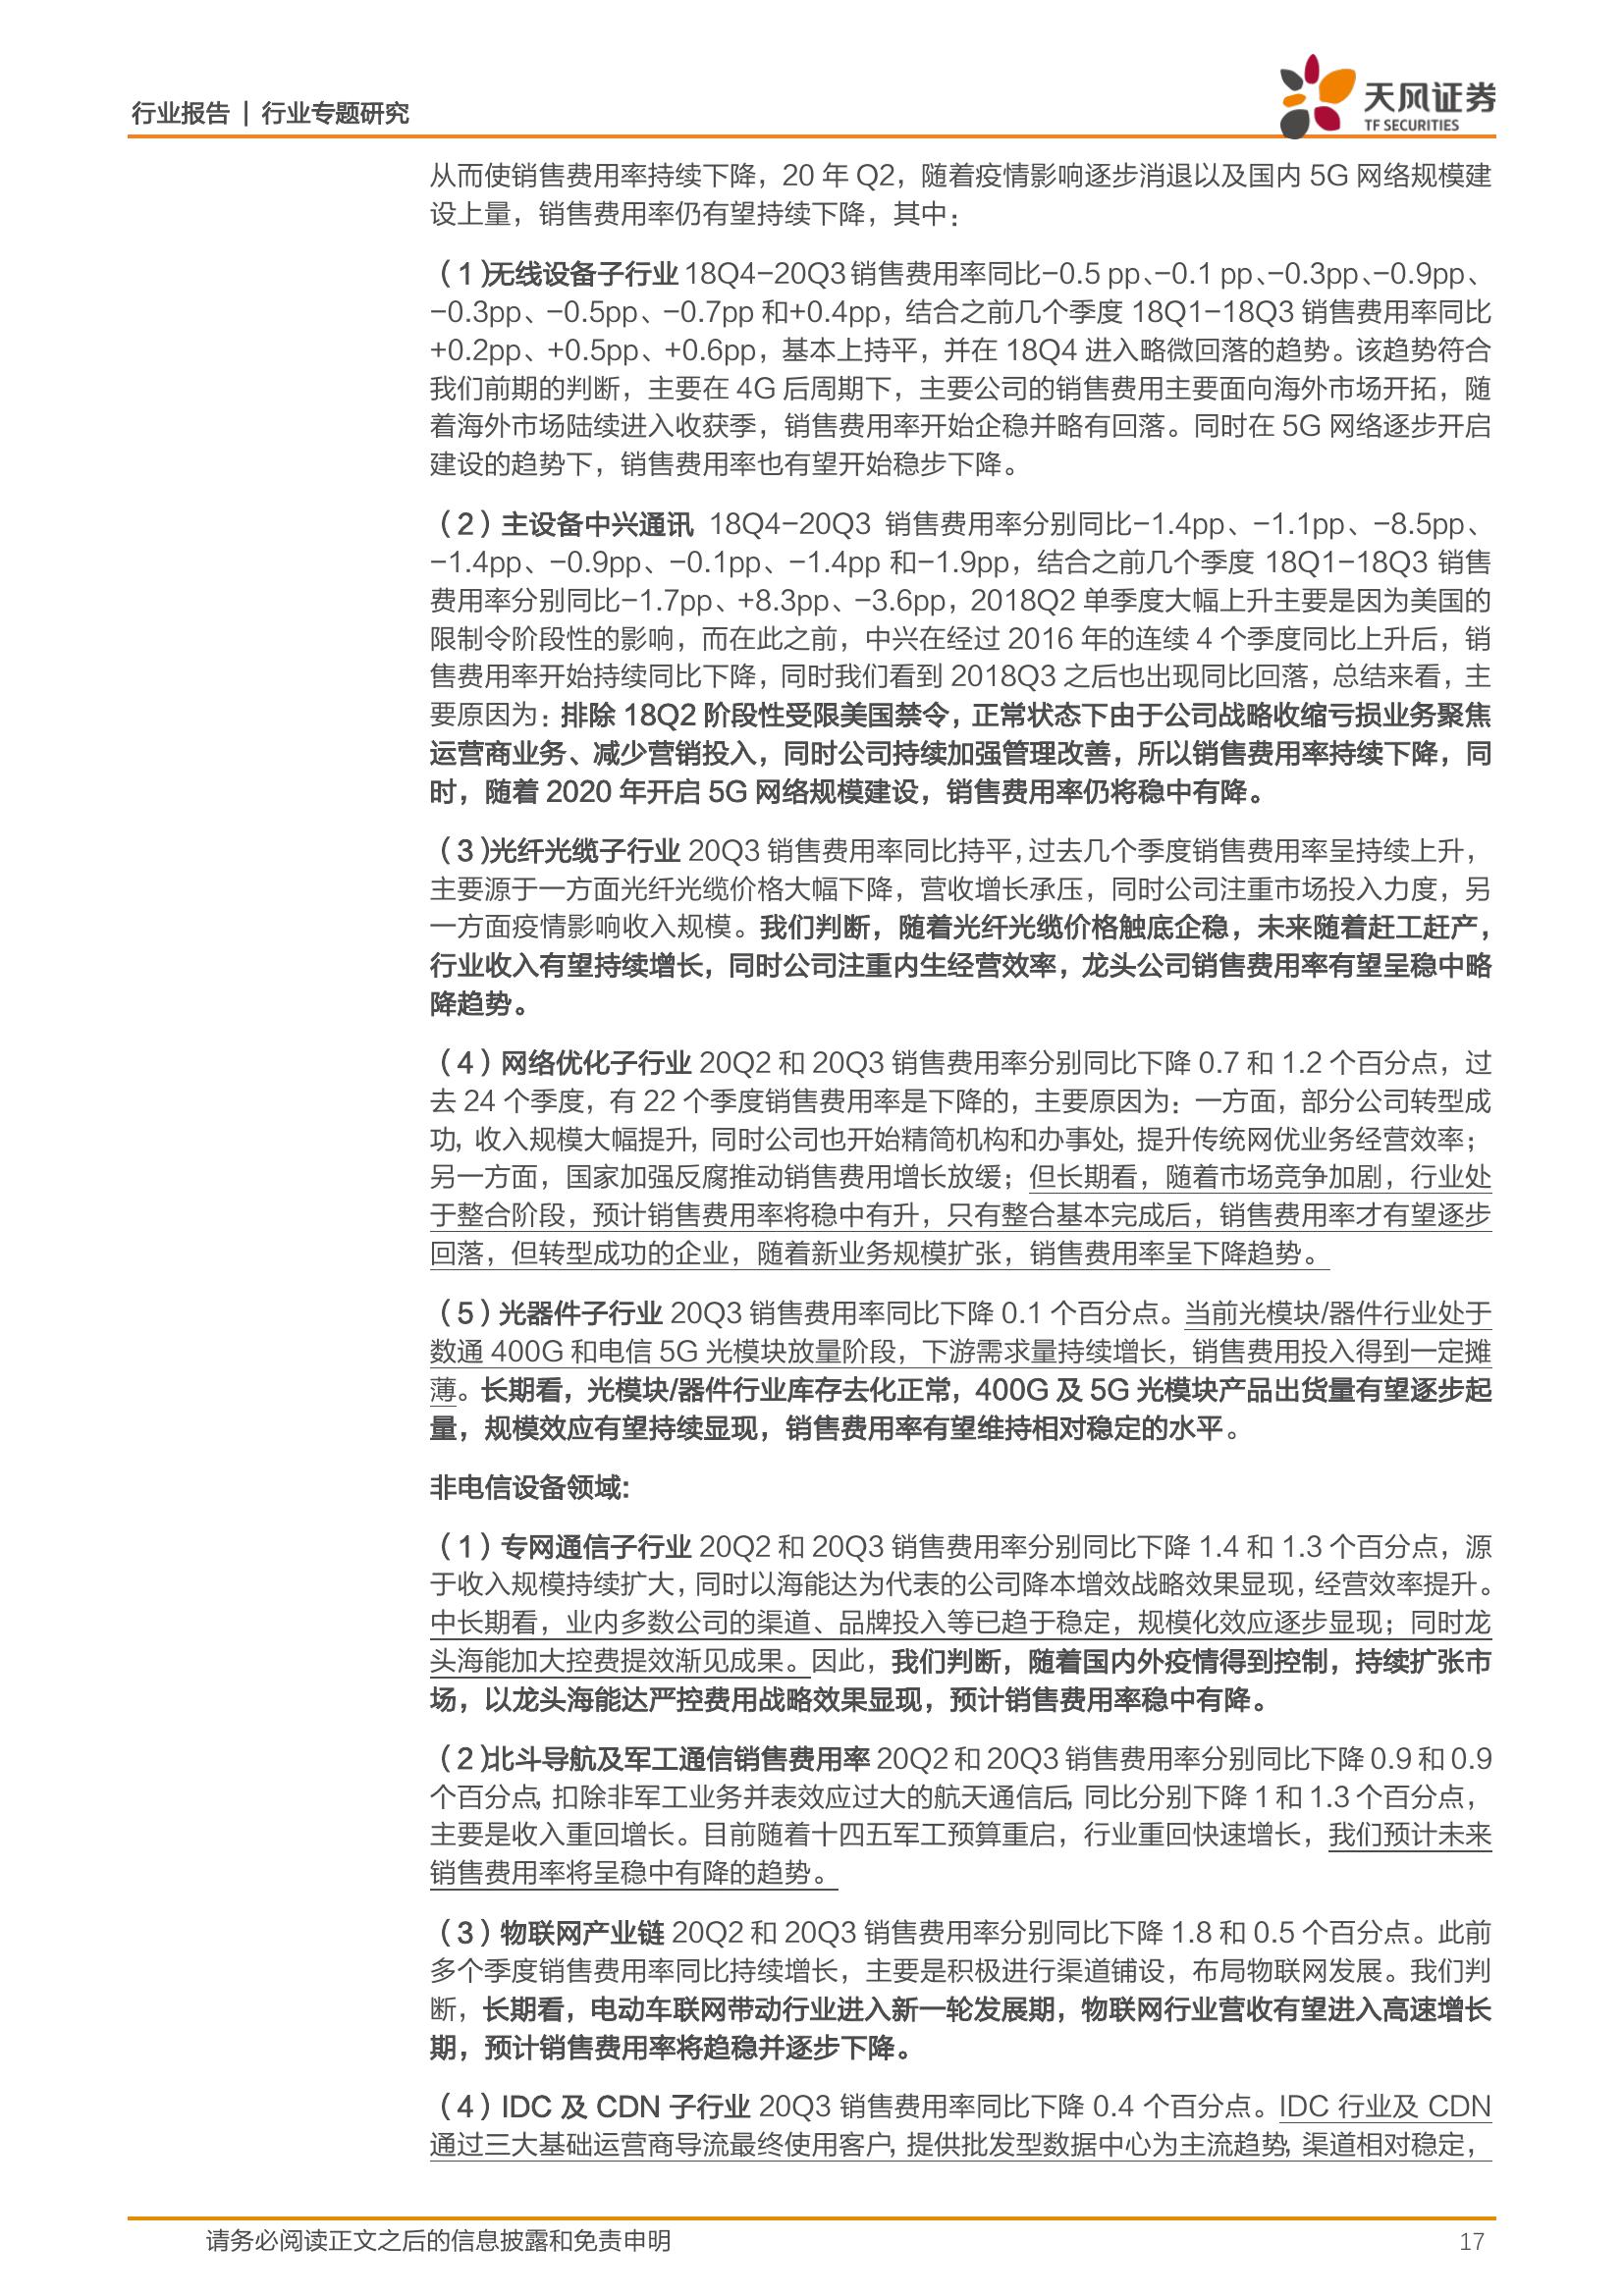 行业报告 | 行业专题研究
天风证券
TF SECURITIES
从而使销售费用率持续下降，20 年 Q2，随着疫情影响逐步消退以及国内 5G 网络规模建
设上量，销售费用率仍有望持续下降，其中：
（1）无线设备子行业 18Q4-20Q3 销售费用率同比-0.5 pp、-0.1 pp、-0.3pp、-0.9pp、
-0.3pp、-0.5pp、-0.7pp 和+0.4pp，结合之前几个季度 18Q1-18Q3 销售费用率同比
+0.2pp、+0.5pp、+0.6pp，基本上持平，并在 18Q4 进入略微回落的趋势。该趋势符合
我们前期的判断，主要在 4G 后周期下，主要公司的销售费用主要面向海外市场开拓，随
着海外市场陆续进入收获季，销售费用率开始企稳并略有回落。同时在 5G 网络逐步开启
建设的趋势下，销售费用率也有望开始稳步下降。
（2）主设备中兴通讯 18Q4-20Q3 销售费用率分别同比-1.4pp、-1.1pp、-8.5pp、
-1.4pp、-0.9pp、-0.1pp、-1.4pp 和-1.9pp，结合之前几个季度 18Q1-18Q3 销售
费用率分别同比-1.7pp、+8.3pp、-3.6pp，2018Q2 单季度大幅上升主要是因为美国的
限制令阶段性的影响，而在此之前，中兴在经过 2016 年的连续 4 个季度同比上升后，销
售费用率开始持续同比下降，同时我们看到 2018Q3 之后也出现同比回落，总结来看，主
要原因为：排除 18Q2 阶段性受限美国禁令，正常状态下由于公司战略收缩亏损业务聚焦
运营商业务、减少营销投入，同时公司持续加强管理改善，所以销售费用率持续下降，同
时，随着 2020 年开启 5G 网络规模建设，销售费用率仍将稳中有降。
（3）光纤光缆子行业 20Q3 销售费用率同比持平，过去几个季度销售费用率呈持续上升，
主要源于一方面光纤光缆价格大幅下降，营收增长承压，同时公司注重市场投入力度，另
一方面疫情影响收入规模。我们判断，随着光纤光缆价格触底企稳，未来随着赶工赶产，
行业收入有望持续增长，同时公司注重内生经营效率，龙头公司销售费用率有望呈稳中略
降趋势。
（4）网络优化子行业 20Q2 和 20Q3 销售费用率分别同比下降 0.7 和 1.2 个百分点，过
去 24 个季度，有 22 个季度销售费用率是下降的，主要原因为：一方面，部分公司转型成
功，收入规模大幅提升，同时公司也开始精简机构和办事处，提升传统网优业务经营效率；
另一方面，国家加强反腐推动销售费用增长放缓；但长期看，随着市场竞争加剧，行业处
于整合阶段，预计销售费用率将稳中有升，只有整合基本完成后，销售费用率才有望逐步
回落，但转型成功的企业，随着新业务规模扩张，销售费用率呈下降趋势。
（5）光器件子行业 20Q3 销售费用率同比下降 0.1 个百分点。当前光模块/器件行业处于
数通 400G 和电信 5G 光模块放量阶段，下游需求量持续增长，销售费用投入得到一定摊
薄。长期看，光模块/器件行业库存去化正常，400G 及 5G 光模块产品出货量有望逐步起
量，规模效应有望持续显现，销售费用率有望维持相对稳定的水平。
非电信设备领域：
（1）专网通信子行业 20Q2 和 20Q3 销售费用率分别同比下降 1.4 和 1.3 个百分点，源
于收入规模持续扩大，同时以海能达为代表的公司降本增效战略效果显现，经营效率提升。
中长期看，业内多数公司的渠道、品牌投入等已趋于稳定，规模化效应逐步显现；同时龙
头海能加大控费提效渐见成果。因此，我们判断，随着国内外疫情得到控制，持续扩张市
场，以龙头海能达严控费用战略效果显现，预计销售费用率稳中有降。
（2）北斗导航及军工通信销售费用率 20Q2 和 20Q3 销售费用率分别同比下降 0.9 和 0.9
个百分点，扣除非军工业务并表效应过大的航天通信后，同比分别下降 1 和 1.3 个百分点，
主要是收入重回增长。目前随着十四五军工预算重启，行业重回快速增长，我们预计未来
销售费用率将呈稳中有降的趋势。
（3）物联网产业链 20Q2 和 20Q3 销售费用率分别同比下降 1.8 和 0.5 个百分点。此前
多个季度销售费用率同比持续增长，主要是积极进行渠道铺设，布局物联网发展。我们判
断，长期看，电动车联网带动行业进入新一轮发展期，物联网行业营收有望进入高速增长
期，预计销售费用率将趋稳并逐步下降。
（4）IDC 及 CDN 子行业 20Q3 销售费用率同比下降 0.4 个百分点。IDC 行业及 CDN
通过三大基础运营商导流最终使用客户，提供批发型数据中心为主流趋势，渠道相对稳定，
请务必阅读正文之后的信息披露和免责申明
17